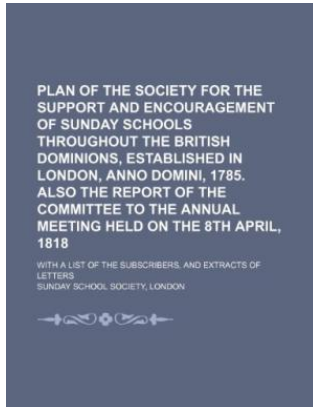 PLAN OF THE SOCIETY FOR THE
SUPPORT AND ENCOURAGEMENT
OF SUNDAY SCHOOLS
THROUGHOUT THE BRITISH
DOMINIONS, ESTABLISHED IN
LONDON, ANNO DOMINI, 1785.
ALSO THE REPORT OF THE
COMMITTEE TO THE ANNUAL
MEETING HELD ON THE 8TH APRIL,
1818
WITH A LIST OF THE SUBSCRIBERS, AND EXTRACTS OF
LETTERS
SUNDAY SCHOOL SOCIETY, LONDON